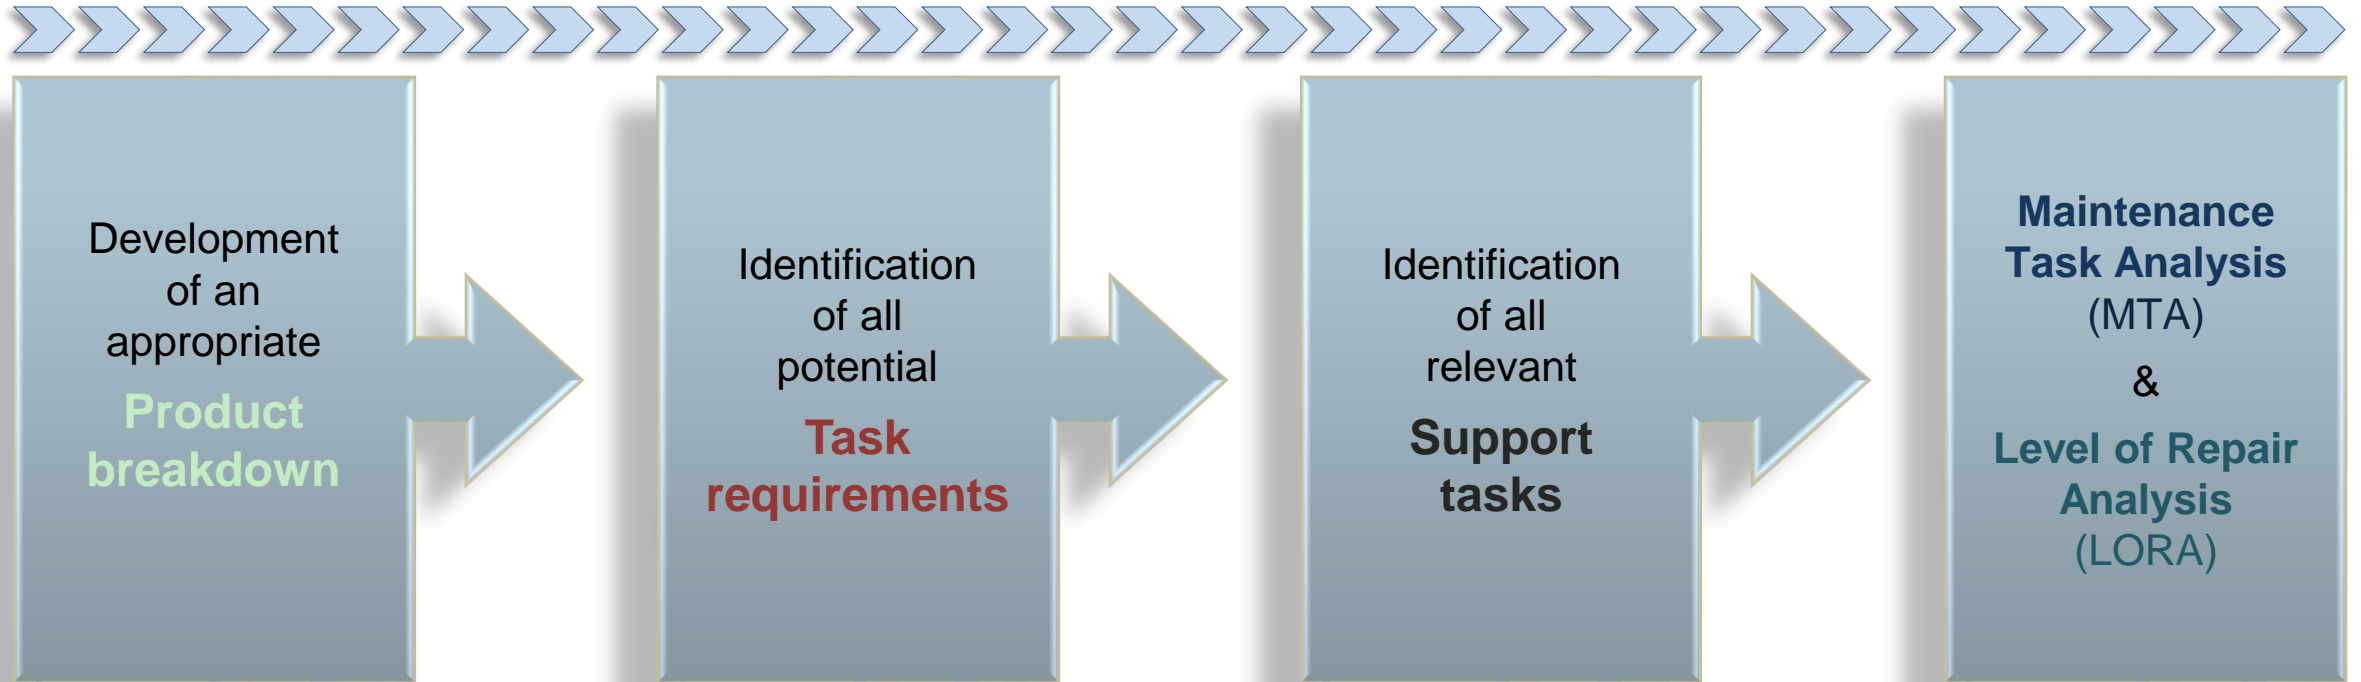 Development
of an
appropriate
Product
breakdown
Identification
of all
potential
Task
requirements
Identification
of all
relevant
Support
tasks
Maintenance
Task Analysis
(MTA)
&
Level of Repair
Analysis
(LORA)